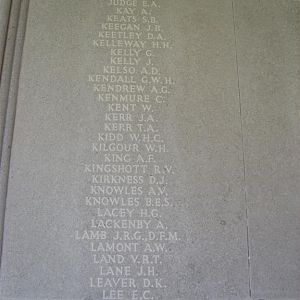 JUDGE E.A.
KAY A.
KEATS S.B.
KEEGAN J.B.
KEETLEY D.A.
KELLEWAY H.H.
KELLY G.
KELLY J.
KELSO A.D.
KENDALL G.W.H.
KENDREW A.G.
KENMURE C.
KENT W.
KERR J.A.
KERR T.A.
KIDD W.H.C.
KILGOUR W.H.
KING A.F.
KINGSHOTT R.V.
KIRKNESS D.J.
KNOWLES A.V.
KNOWLES B.E.S.
LACEY H.G.
LACKENBY A.
LAMB J.R.G., D.F.M.
LAMONT A.W.
LAND V.R.T.
LANE J.H.
LEAVER D.K.
LEE E.C.